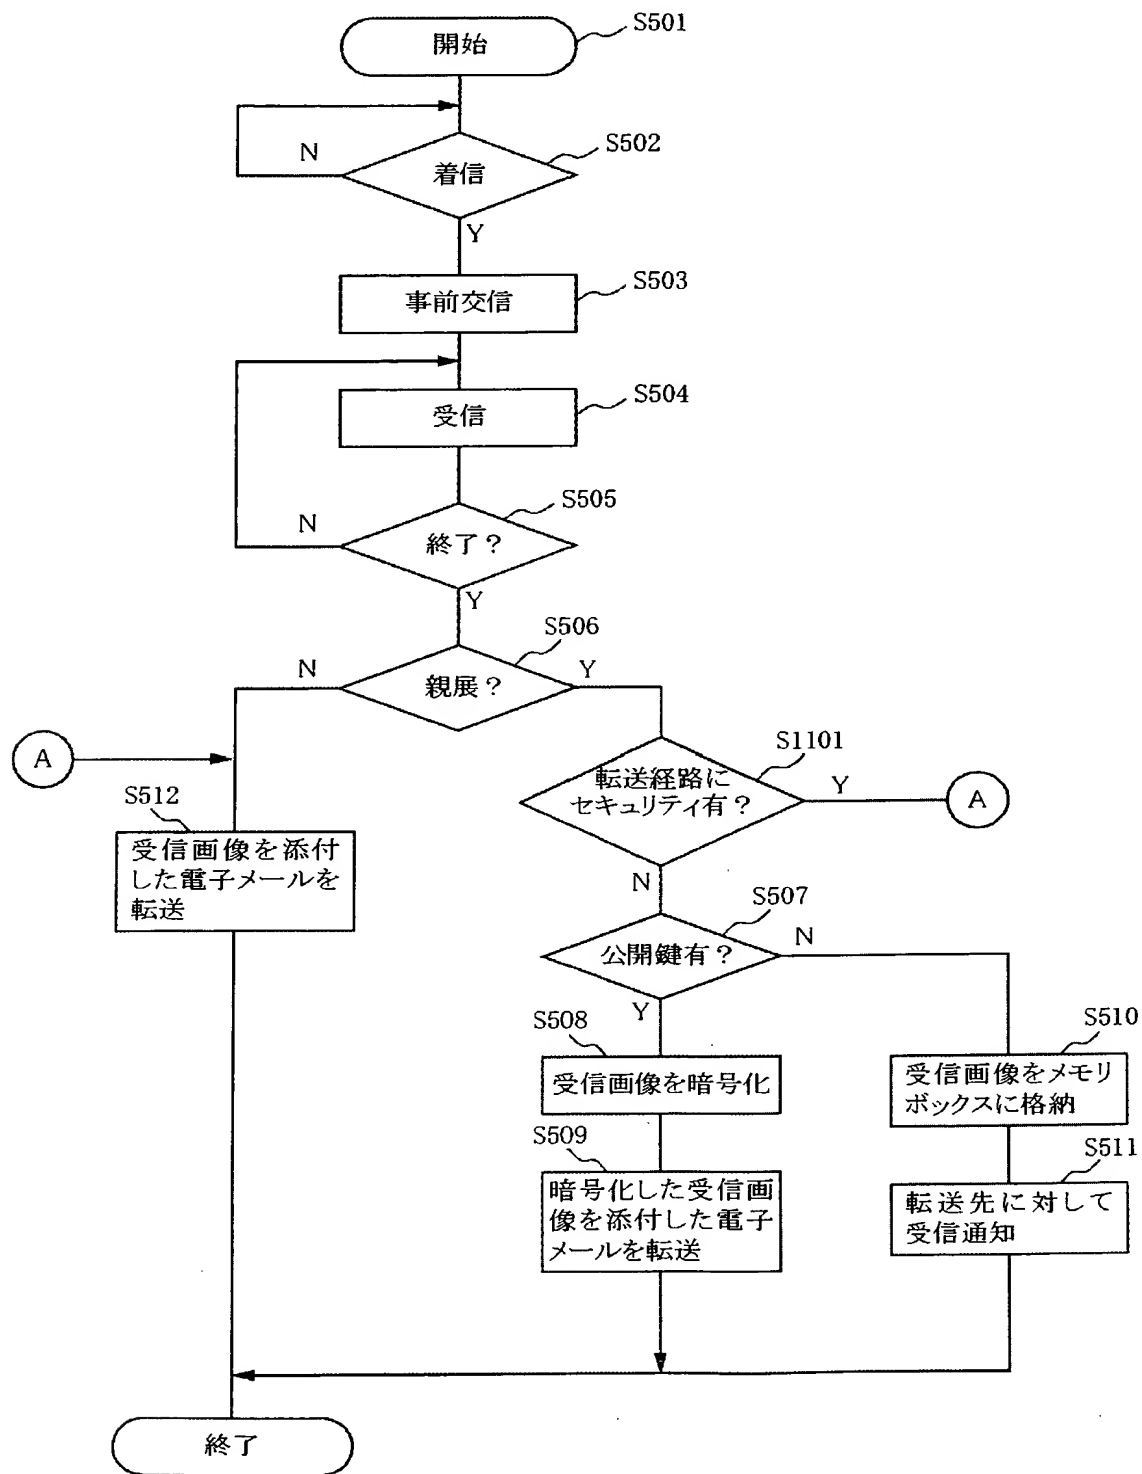 開始
S501
N
着信
S502
Y
事前交信
S503
受信
S504
N
終了?
S505
Y
N
親展?
S506
Y
A
転送経路に
セキュリティ有?
S1101
Y
A
N
S512
受信画像を添付
した電子メールを
転送
公開鍵有?
S507
N
Y
S508
受信画像を暗号化
S510
受信画像をメモリ
ボックスに格納
S509
暗号化した受信画
像を添付した電子
メールを転送
S511
転送先に対して
受信通知
終了